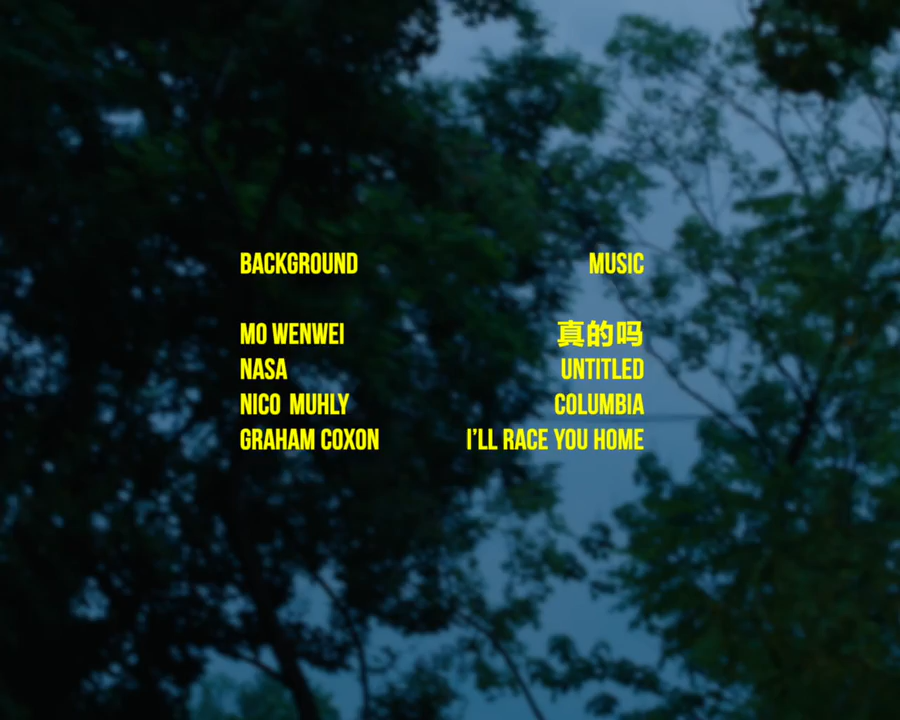 BACKGROUND MUSIC
MO WENWEI 真的吗
NASA UNTITLED
NICO MUHLY COLUMBIA
GRAHAM COXON I'LL RACE YOU HOME